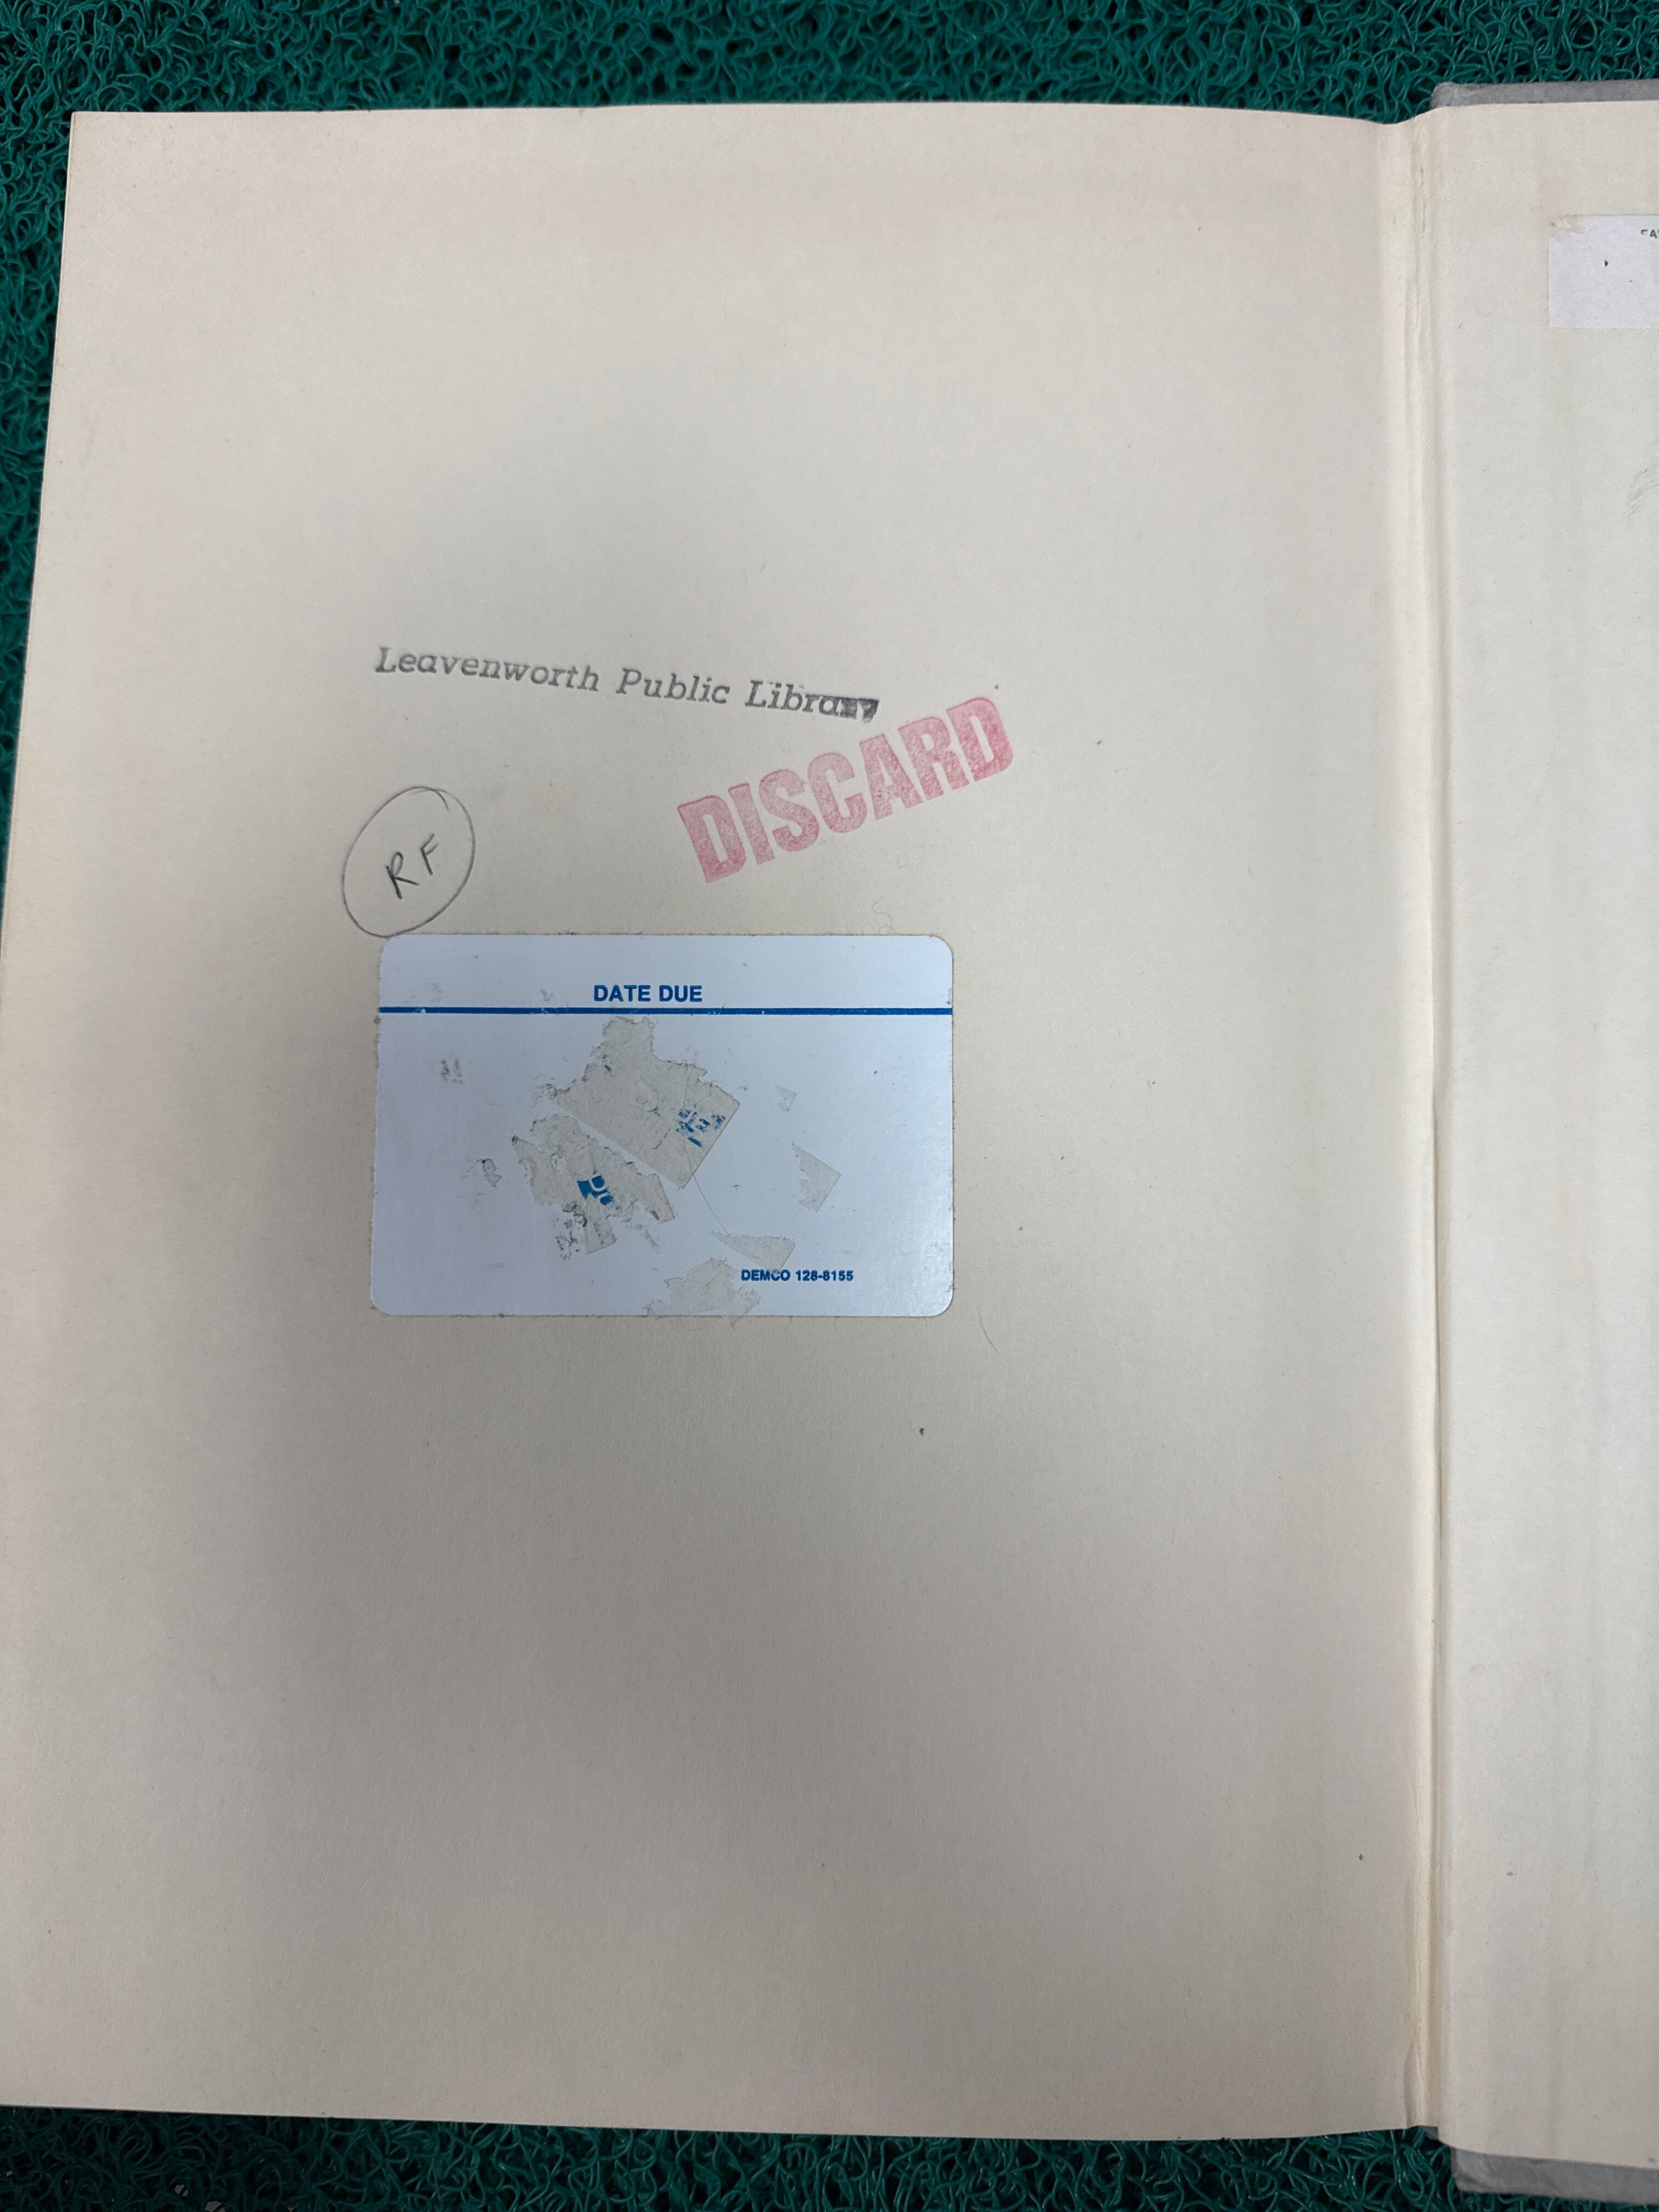 Leavenworth Public Library
DISCARD
RF
DATE DUE
DEMCO 128-8155